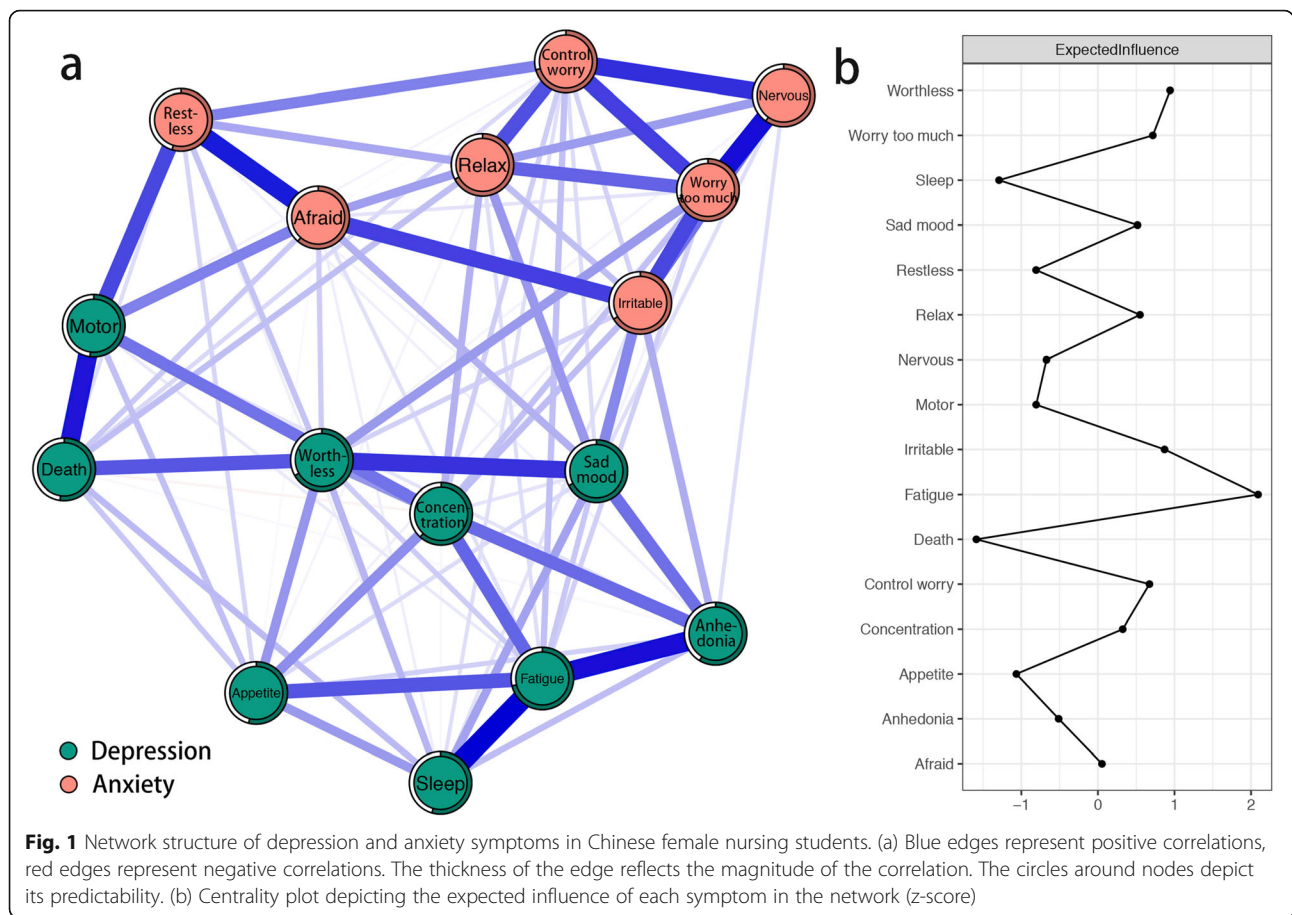 a
Control
worry
Nervous
Rest-
less
Relax
Worry
too much
Afraid
Irritable
Motor
Death
Worth-
less
Sad
mood
Concen-
tration
Anhe-
donia
Appetite
Fatigue
Sleep
Depression
Anxiety
b
ExpectedInfluence
Worthless
Worry too much
Sleep
Sad mood
Restless
Relax
Nervous
Motor
Irritable
Fatigue
Death
Control worry
Concentration
Appetite
Anhedonia
Afraid
−1 0 1 2
Fig. 1 Network structure of depression and anxiety symptoms in Chinese female nursing students. (a) Blue edges represent positive correlations,
red edges represent negative correlations. The thickness of the edge reflects the magnitude of the correlation. The circles around nodes depict
its predictability. (b) Centrality plot depicting the expected influence of each symptom in the network (z-score)